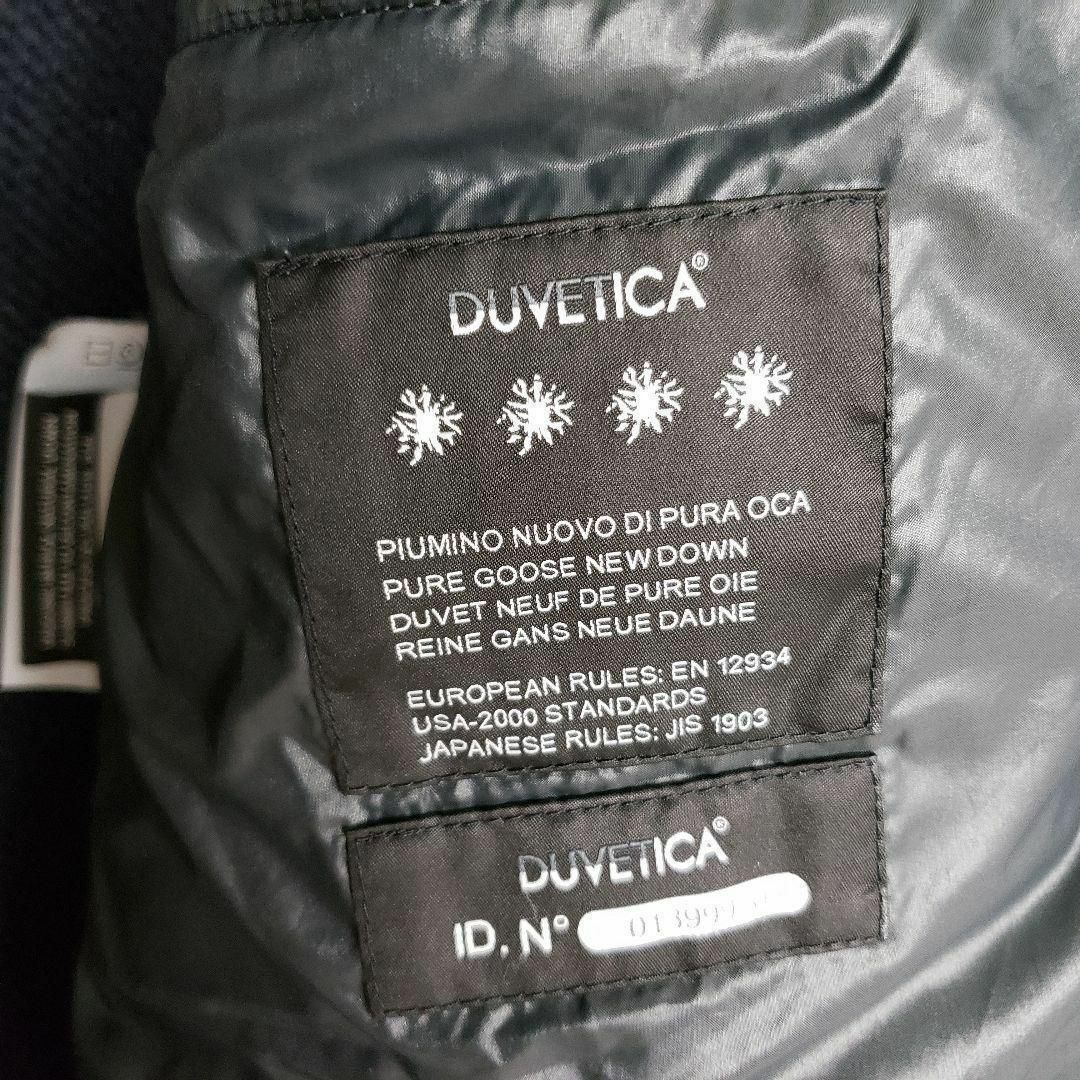 DUVETICA®
PIUMINO NUOVO DI PURA OCA
PURE GOOSE NEW DOWN
DUVET NEUF DE PURE OIE
REINE GANS NEUE DAUNE
EUROPEAN RULES: EN 12934
USA-2000 STANDARDS
JAPANESE RULES: JIS 1903
DUVETICA®
ID. N°